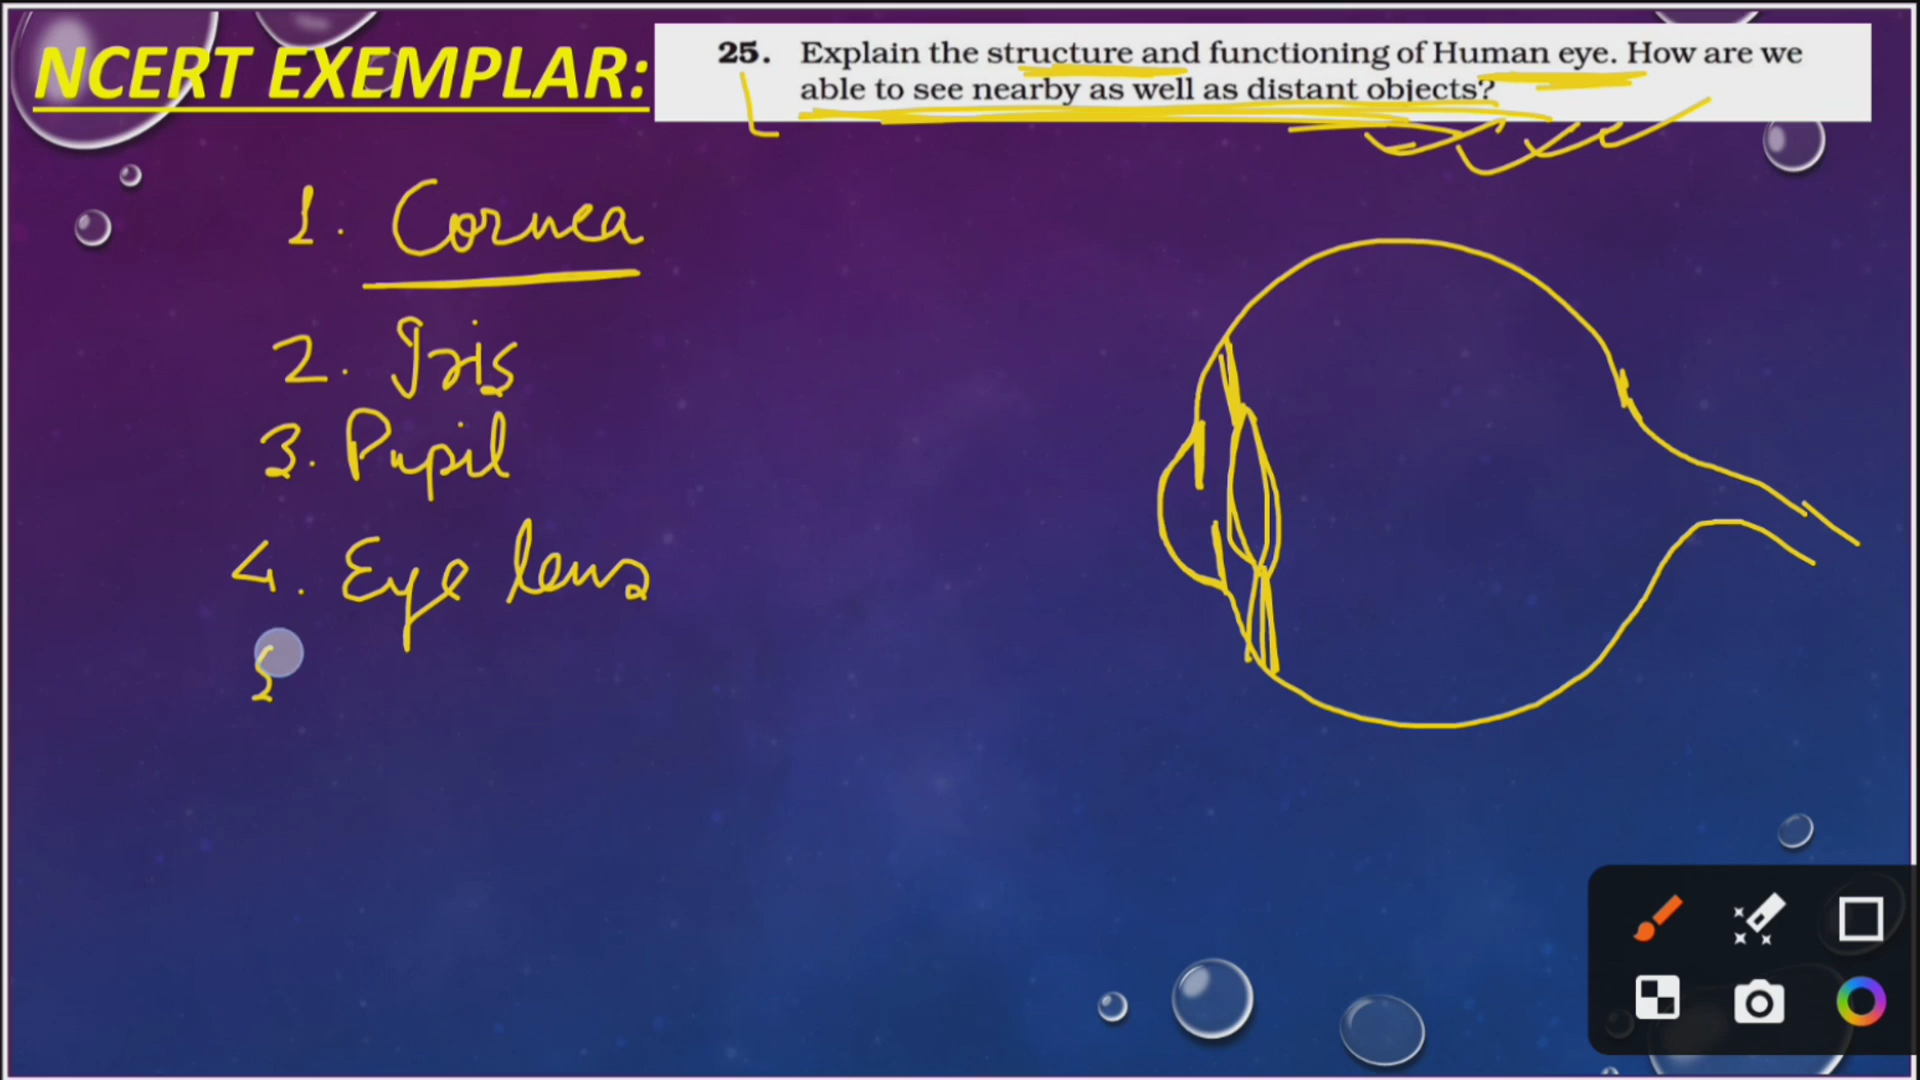 NCERT EXEMPLAR:
25. Explain the structure and functioning of Human eye. How are we
able to see nearby as well as distant objects?
1. Cornea
2. Iris
3. Pupil
4. Eye lens
5